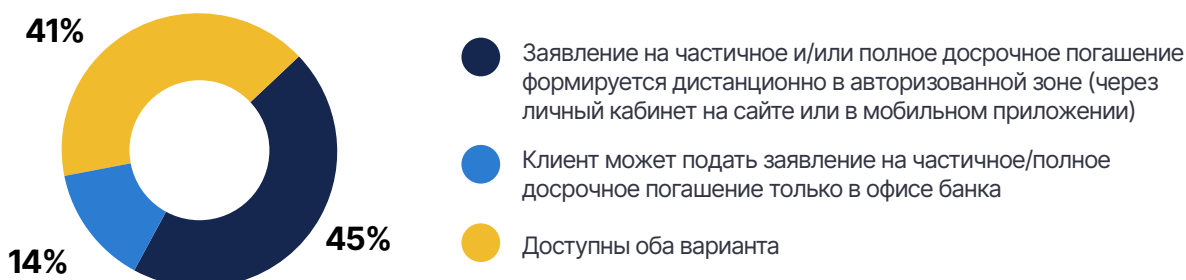 41%
45%
14%
Заявление на частичное и/или полное досрочное погашение
формируется дистанционно в авторизованной зоне (через
личный кабинет на сайте или в мобильном приложении)
Клиент может подать заявление на частичное/полное
досрочное погашение только в офисе банка
Доступны оба варианта